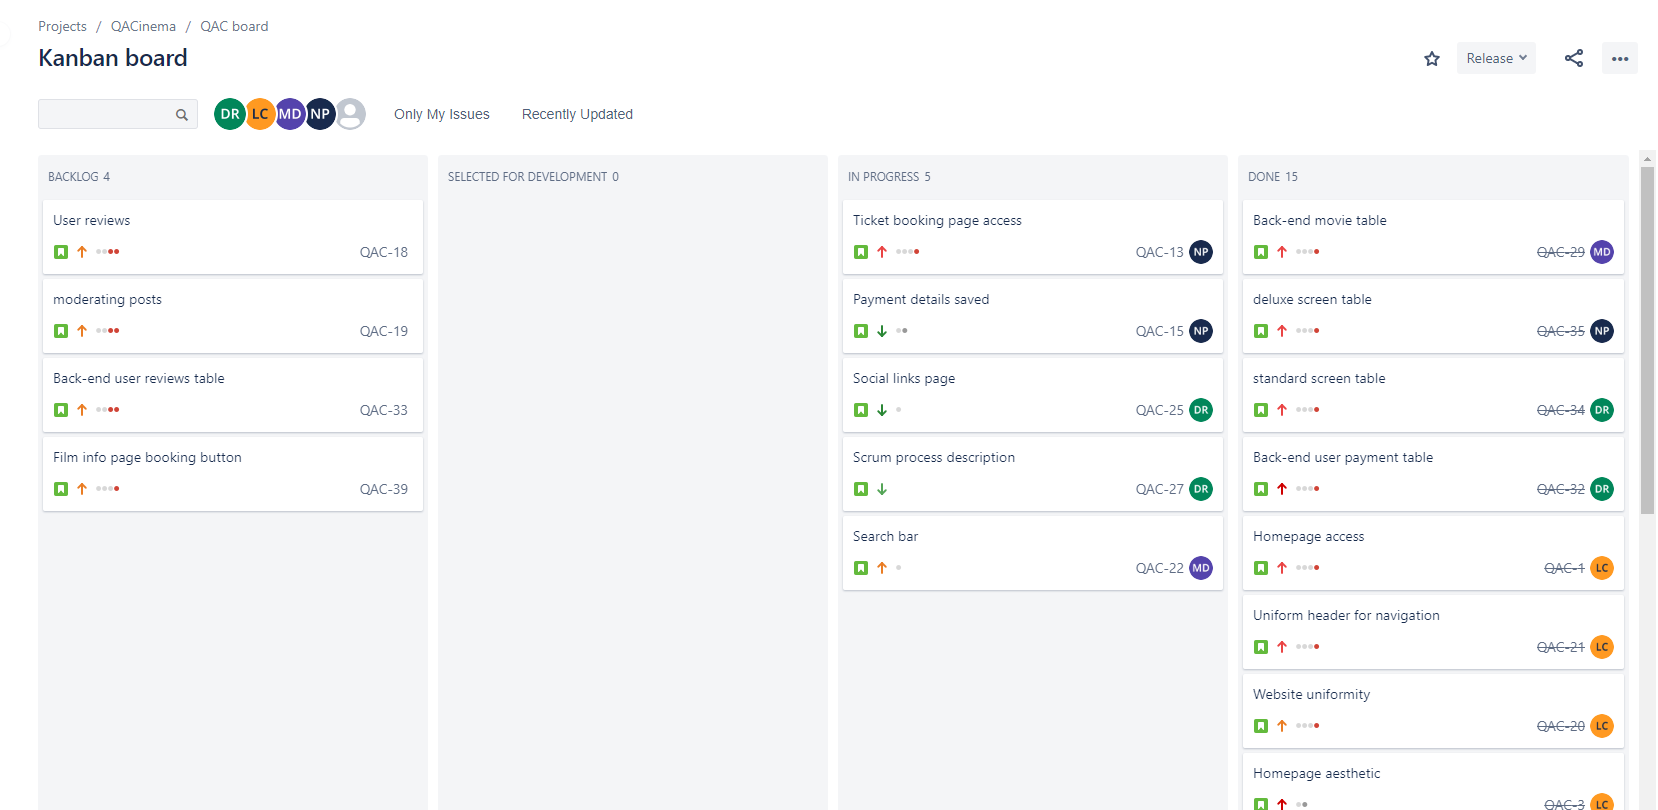 Projects / QACinema / QAC board
Kanban board
Release
DR LC MD NP
Only My Issues
Recently Updated
BACKLOG 4
User reviews
QAC-18
moderating posts
QAC-19
Back-end user reviews table
QAC-33
Film info page booking button
QAC-39
SELECTED FOR DEVELOPMENT 0
IN PROGRESS 5
Ticket booking page access
QAC-13 NP
Payment details saved
QAC-15 NP
Social links page
QAC-25 DR
Scrum process description
QAC-27 DR
Search bar
QAC-22 MD
DONE 15
Back-end movie table
QAC-29 MD
deluxe screen table
QAC-35 NP
standard screen table
QAC-34 DR
Back-end user payment table
QAC-32 DR
Homepage access
QAC-1 LC
Uniform header for navigation
QAC-21 LC
Website uniformity
QAC-20 LC
Homepage aesthetic
QAC-3 LC